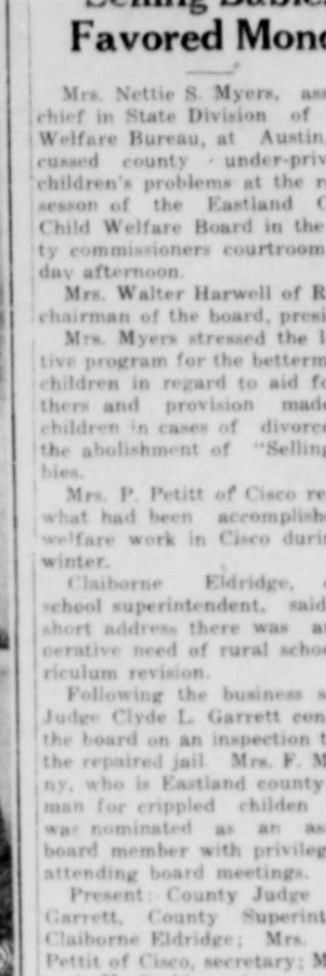 Selling Babies
Favored Mond
Mrs. Nettie S. Myers, ass
chief in State Division of
Welfare Bureau, at Austin,
cussed county - under-priv
children's problems at the r
sesson of the Eastland C
Child Welfare Board in the
ty commissioners courtroom
day afternoon.
Mrs. Walter Harwell of R
chairman of the board, presi
Mrs. Myers stressed the l
tive program for the betterm
children in regard to aid fo
thers and provision made
children in cases of divorce
the abolishment of "Selling
bies.
Mrs. P. Petitt of Cisco re
what had been accomplishe
welfare work in Cisco durin
winter.
Claiborne Eldridge,
school superintendent, said
short address there was a
perative need of rural schoo
riculum revision.
Following the business s
Judge Clyde L. Garrett con
the board on an inspection t
the repaired jail. Mrs. F. M
ny, who is Eastland county
man for crippled childen
was nominated as an as
board member with privileg
attending board meetings.
Present: County Judge
Garrett, County Superint
Claiborne Eldridge; Mrs.
Pettit of Cisco, secretary; M